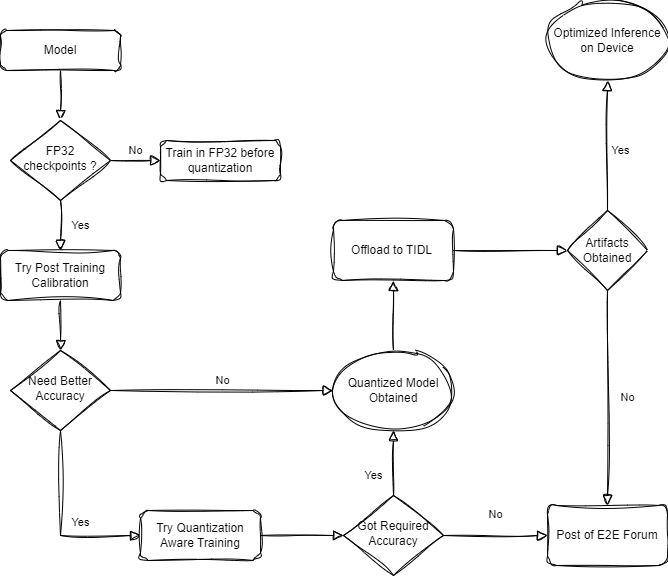 Optimized Inference
on Device
Model
FP32
checkpoints ?
No
Train in FP32 before
quantization
Yes
Yes
Try Post Training
Calibration
Offload to TIDL
Artifacts
Obtained
Need Better
Accuracy
No
Quantized Model
Obtained
No
Yes
Yes
Try Quantization
Aware Training
Got Required
Accuracy
No
Post of E2E Forum